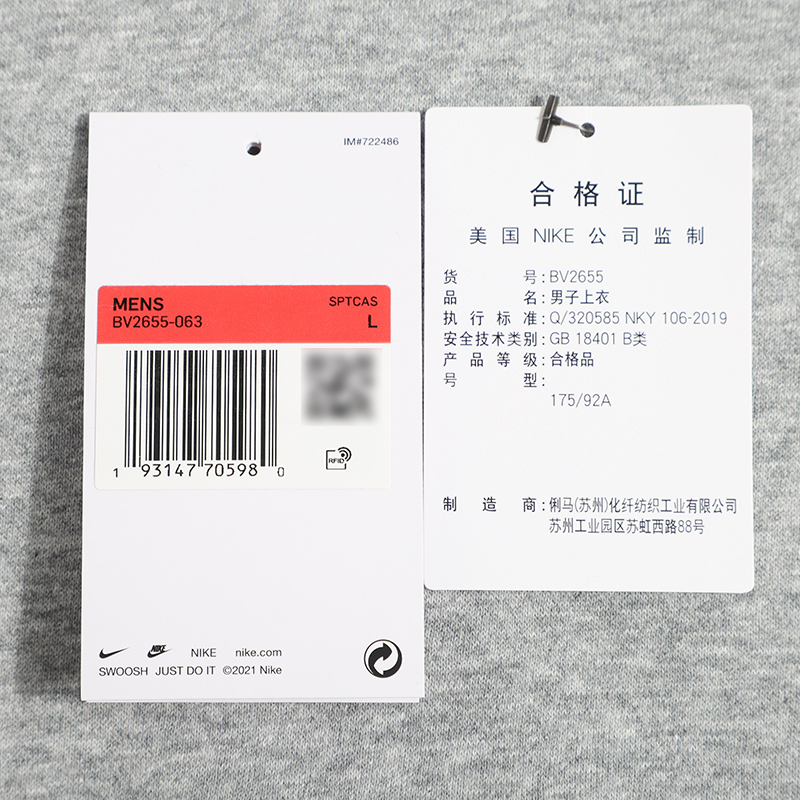 IM#722486
MENS SPTCAS
BV2655-063 L
1 93147 70598 0
RFID
NIKE
NIKE nike.com
SWOOSH JUST DO IT ©2021 Nike
合格证
美国NIKE公司监制
货号:BV2655
品名:男子上衣
执行标准:Q/320585 NKY 106-2019
安全技术类别:GB 18401 B类
产品等级:合格品
号型:
175/92A
制造商:俐马(苏州)化纤纺织工业有限公司
苏州工业园区苏虹西路88号